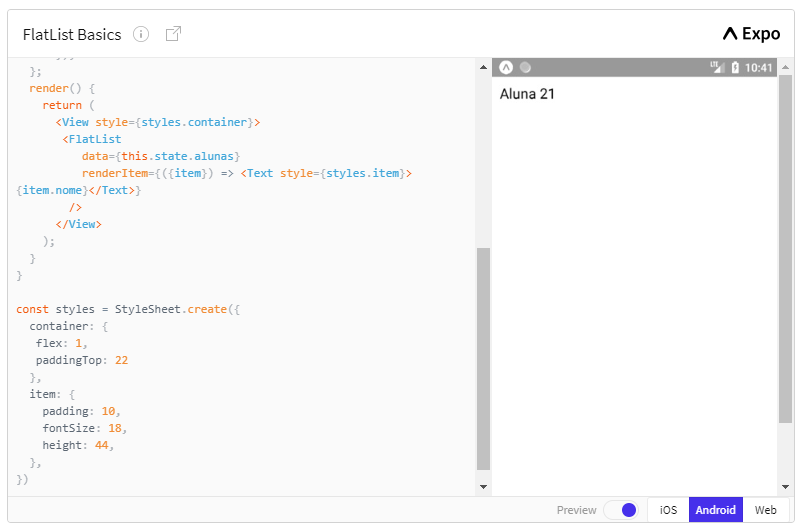 FlatList Basics
Expo
};
render() {
return (
<View style={styles.container}>
<FlatList
data={this.state.alunas}
renderItem={({item}) => <Text style={styles.item}>
{item.nome}</Text>}
/>
</View>
);
}
}
const styles = StyleSheet.create({
container: {
flex: 1,
paddingTop: 22
},
item: {
padding: 10,
fontSize: 18,
height: 44,
},
})
LTE 10:41
Aluna 21
Preview iOS Android Web